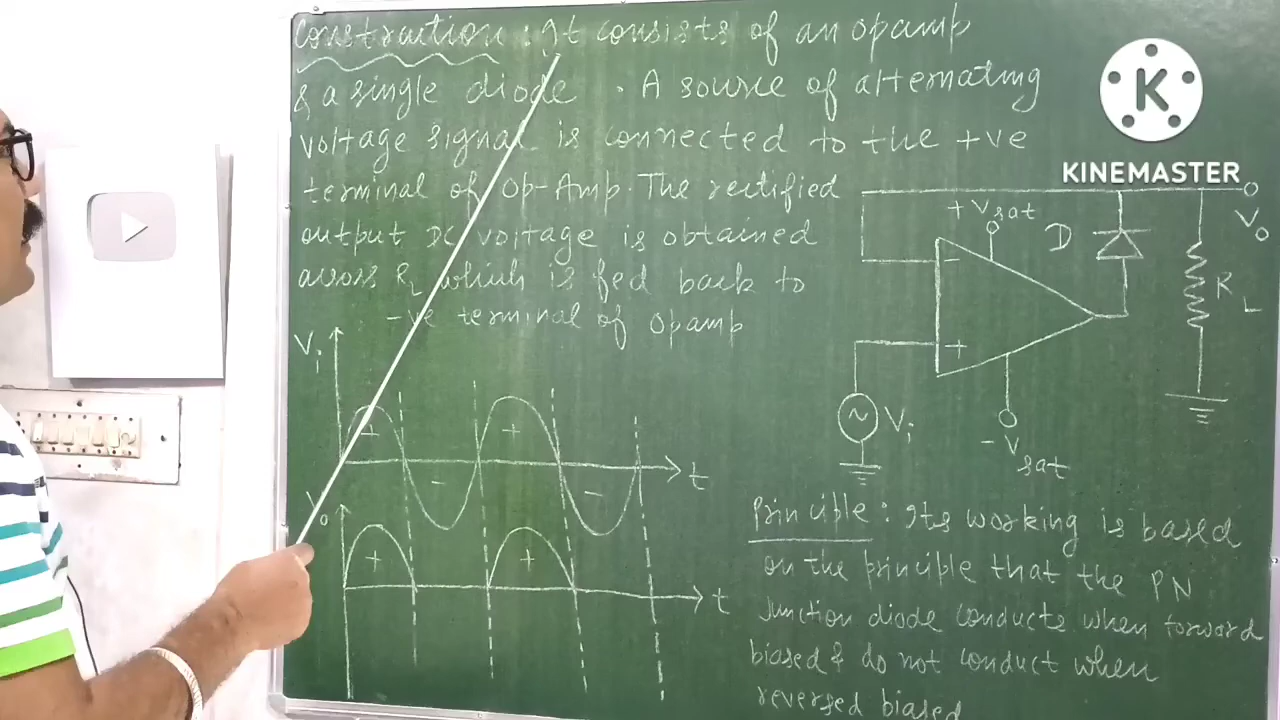 Construction : It consists of an opamp
& a single diode . A source of alternating
voltage signal is connected to the +ve
terminal of Op-Amp. The rectified
output DC voltage is obtained
across RL which is fed back to
-ve terminal of opamp
K
KINEMASTER
+Vsat
D
Vo
RL
-
+
Vi
-Vsat
Vi
+
-
+
-
t
Vo
+
+
t
Principle : Its working is based
on the principle that the PN
Junction diode conducts when forward
biased & do not conduct when
reversed biased